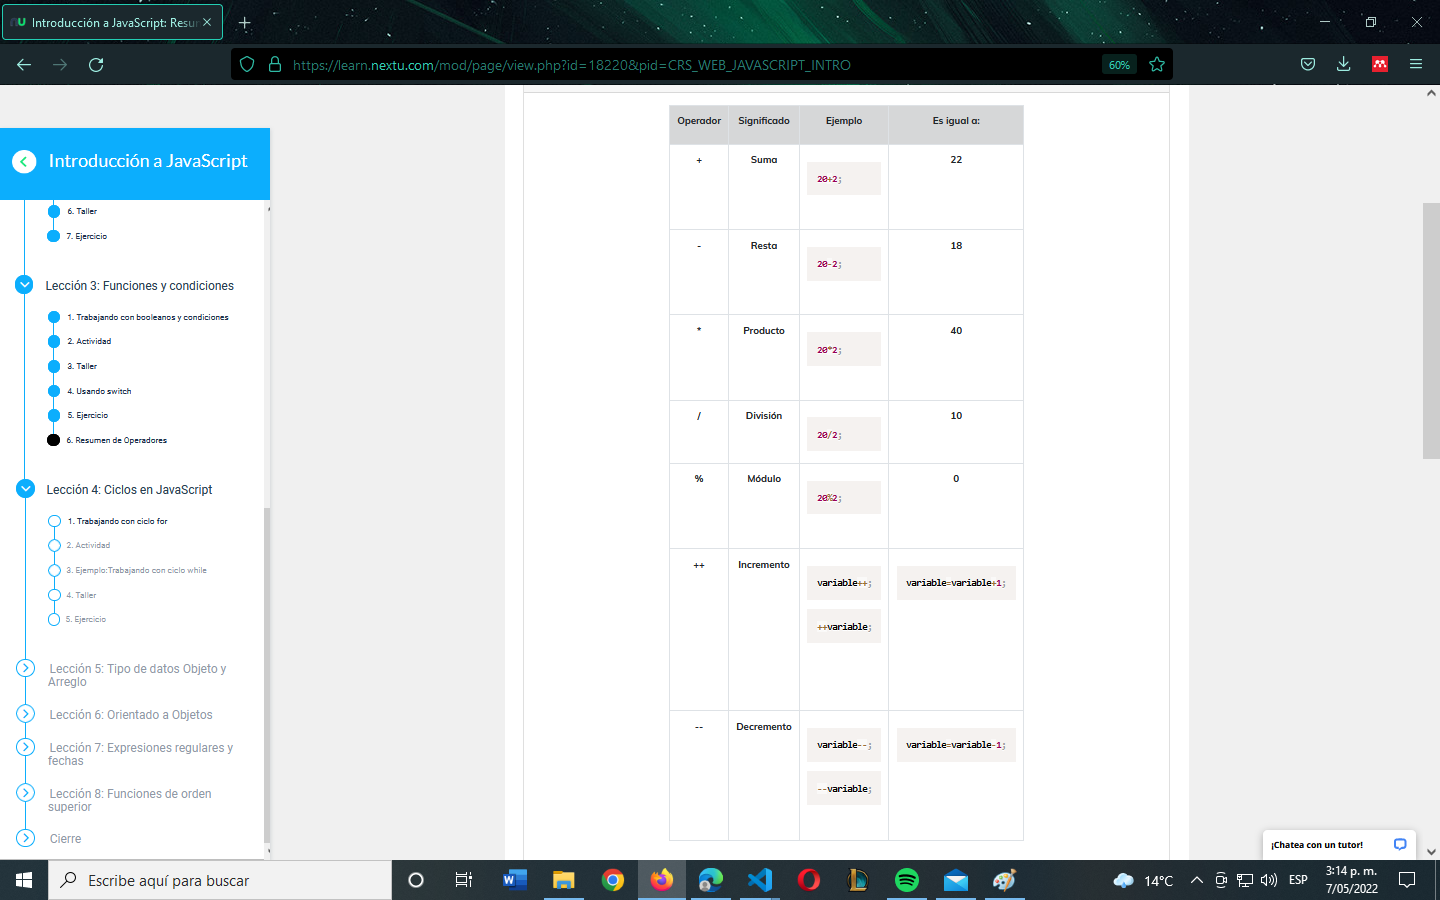 Introducción a JavaScript: Resu
https://learn.nextu.com/mod/page/view.php?id=18220&pid=CRS_WEB_JAVASCRIPT_INTRO
60%
Introducción a JavaScript
6. Taller
7. Ejercicio
Lección 3: Funciones y condiciones
1. Trabajando con booleanos y condiciones
2. Actividad
3. Taller
4. Usando switch
5. Ejercicio
6. Resumen de Operadores
Lección 4: Ciclos en JavaScript
1. Trabajando con ciclo for
2. Actividad
3. Ejemplo:Trabajando con ciclo while
4. Taller
5. Ejercicio
Lección 5: Tipo de datos Objeto y
Arreglo
Lección 6: Orientado a Objetos
Lección 7: Expresiones regulares y
fechas
Lección 8: Funciones de orden
superior
Cierre
Operador Significado Ejemplo Es igual a:
+ Suma 20+2; 22
- Resta 20-2; 18
* Producto 20*2; 40
/ División 20/2; 10
% Módulo 20%2; 0
++ Incremento variable++; variable=variable+1;
++variable;
-- Decremento variable--; variable=variable-1;
--variable;
¡Chatea con un tutor!
Escribe aquí para buscar
14°C
ESP
3:14 p. m.
7/05/2022